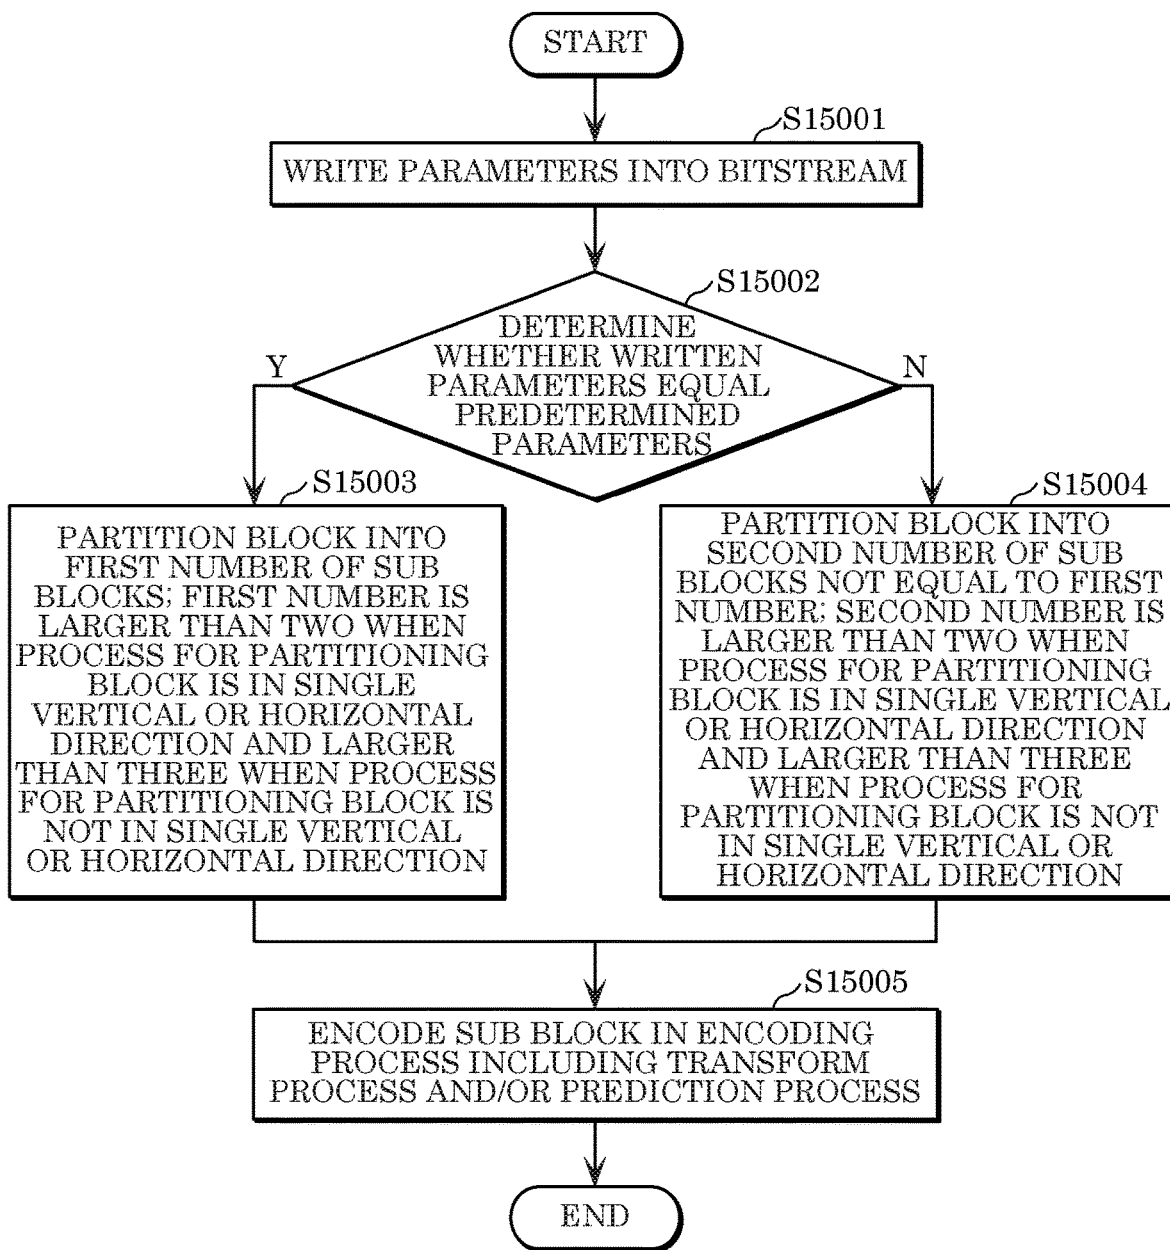 START
S15001
WRITE PARAMETERS INTO BITSTREAM
S15002
DETERMINE
WHETHER WRITTEN
PARAMETERS EQUAL
PREDETERMINED
PARAMETERS
Y
N
S15003
PARTITION BLOCK INTO
FIRST NUMBER OF SUB
BLOCKS; FIRST NUMBER IS
LARGER THAN TWO WHEN
PROCESS FOR PARTITIONING
BLOCK IS IN SINGLE
VERTICAL OR HORIZONTAL
DIRECTION AND LARGER
THAN THREE WHEN PROCESS
FOR PARTITIONING BLOCK IS
NOT IN SINGLE VERTICAL
OR HORIZONTAL DIRECTION
S15004
PARTITION BLOCK INTO
SECOND NUMBER OF SUB
BLOCKS NOT EQUAL TO FIRST
NUMBER; SECOND NUMBER IS
LARGER THAN TWO WHEN
PROCESS FOR PARTITIONING
BLOCK IS IN SINGLE VERTICAL
OR HORIZONTAL DIRECTION
AND LARGER THAN THREE
WHEN PROCESS FOR
PARTITIONING BLOCK IS NOT
IN SINGLE VERTICAL OR
HORIZONTAL DIRECTION
S15005
ENCODE SUB BLOCK IN ENCODING
PROCESS INCLUDING TRANSFORM
PROCESS AND/OR PREDICTION PROCESS
END